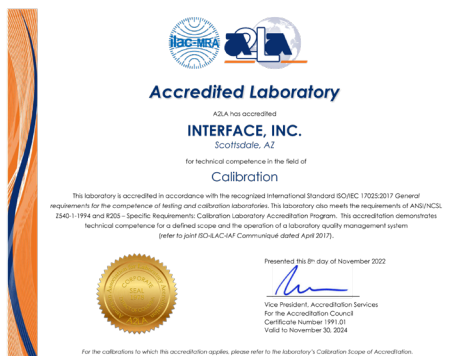 ilac-MRA
A2LA
Accredited Laboratory
A2LA has accredited
INTERFACE, INC.
Scottsdale, AZ
for technical competence in the field of
Calibration
This laboratory is accredited in accordance with the recognized International Standard ISO/IEC 17025:2017 General
requirements for the competence of testing and calibration laboratories. This laboratory also meets the requirements of ANSI/NCSL
Z540-1-1994 and R205 – Specific Requirements: Calibration Laboratory Accreditation Program. This accreditation demonstrates
technical competence for a defined scope and the operation of a laboratory quality management system
(refer to joint ISO-ILAC-IAF Communiqué dated April 2017).
Presented this 8th day of November 2022
CORPORATE
SEAL
A2LA
Vice President, Accreditation Services
For the Accreditation Council
Certificate Number 1991.01
Valid to November 30, 2024
For the calibrations to which this accreditation applies, please refer to the laboratory's Calibration Scope of Accreditation.